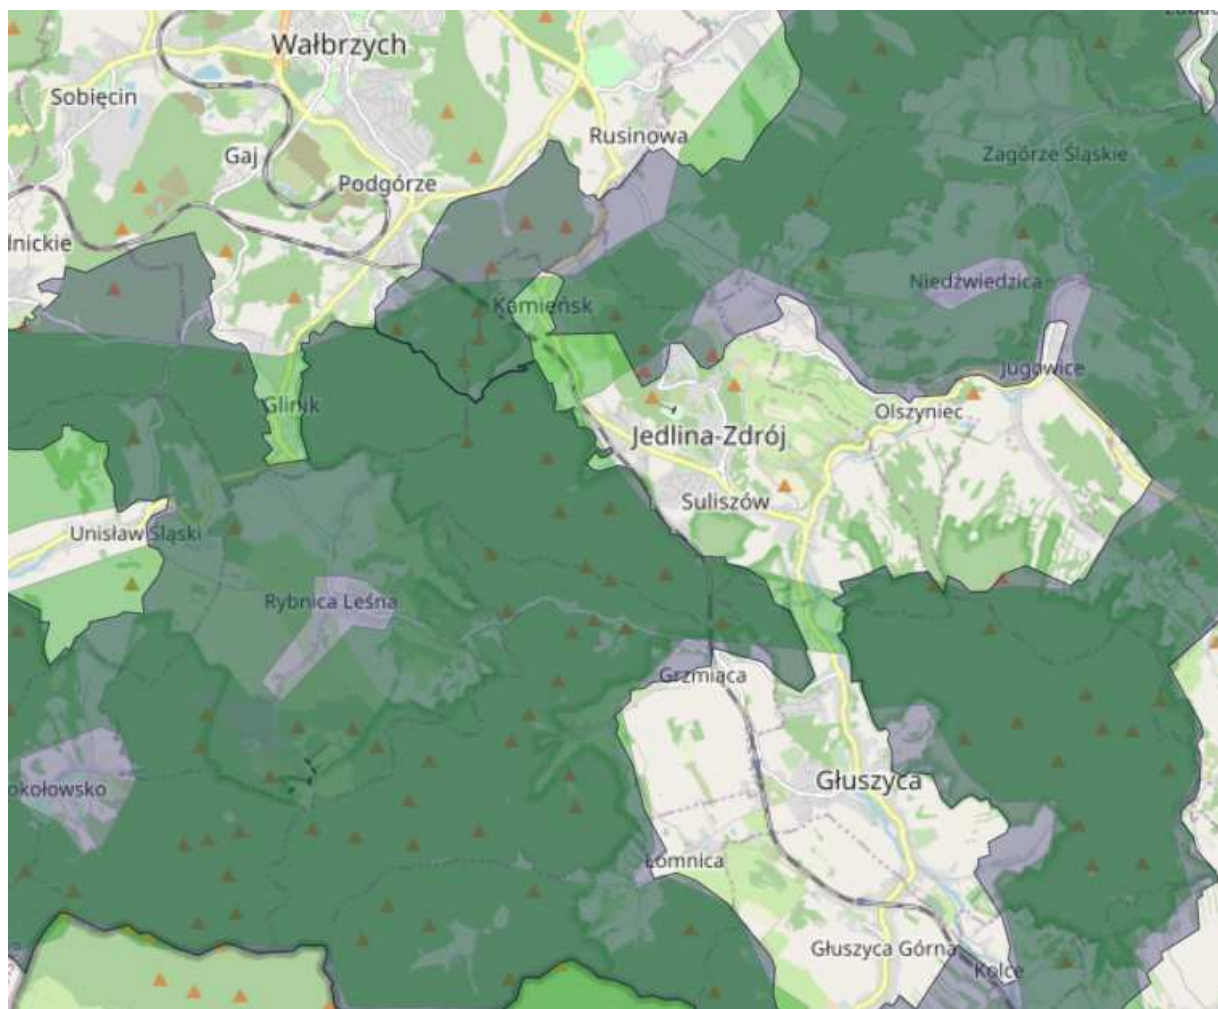 Wałbrzych
Sobięcin
Rusinowa
Gaj
Zagórze Śląskie
Podgórze
dnickie
Niedźwiedzica
Kamieńsk
Jugowice
Glinik
Olszyniec
Jedlina-Zdrój
Suliszów
Unisław Śląski
Rybnica Leśna
Grzmiąca
Głuszyca
okołowsko
Łomnica
Głuszyca Górna
Kolce